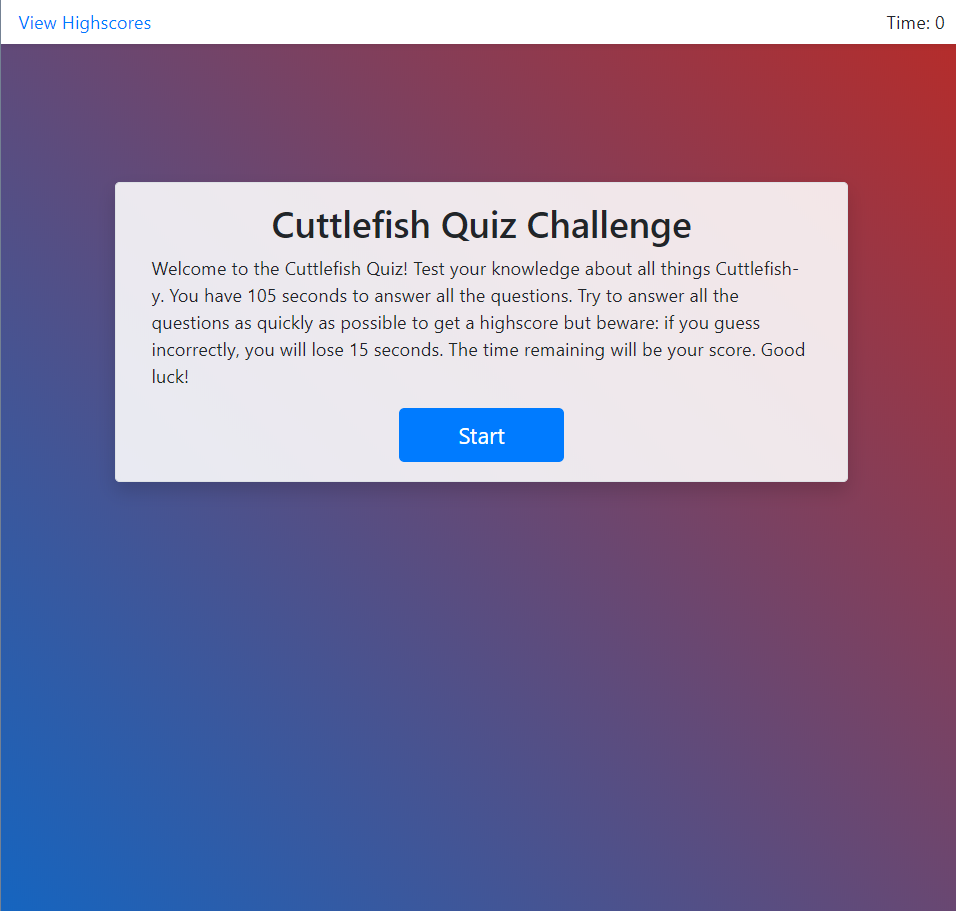 View Highscores
Time: 0
Cuttlefish Quiz Challenge
Welcome to the Cuttlefish Quiz! Test your knowledge about all things Cuttlefish-
y. You have 105 seconds to answer all the questions. Try to answer all the
questions as quickly as possible to get a highscore but beware: if you guess
incorrectly, you will lose 15 seconds. The time remaining will be your score. Good
luck!
Start